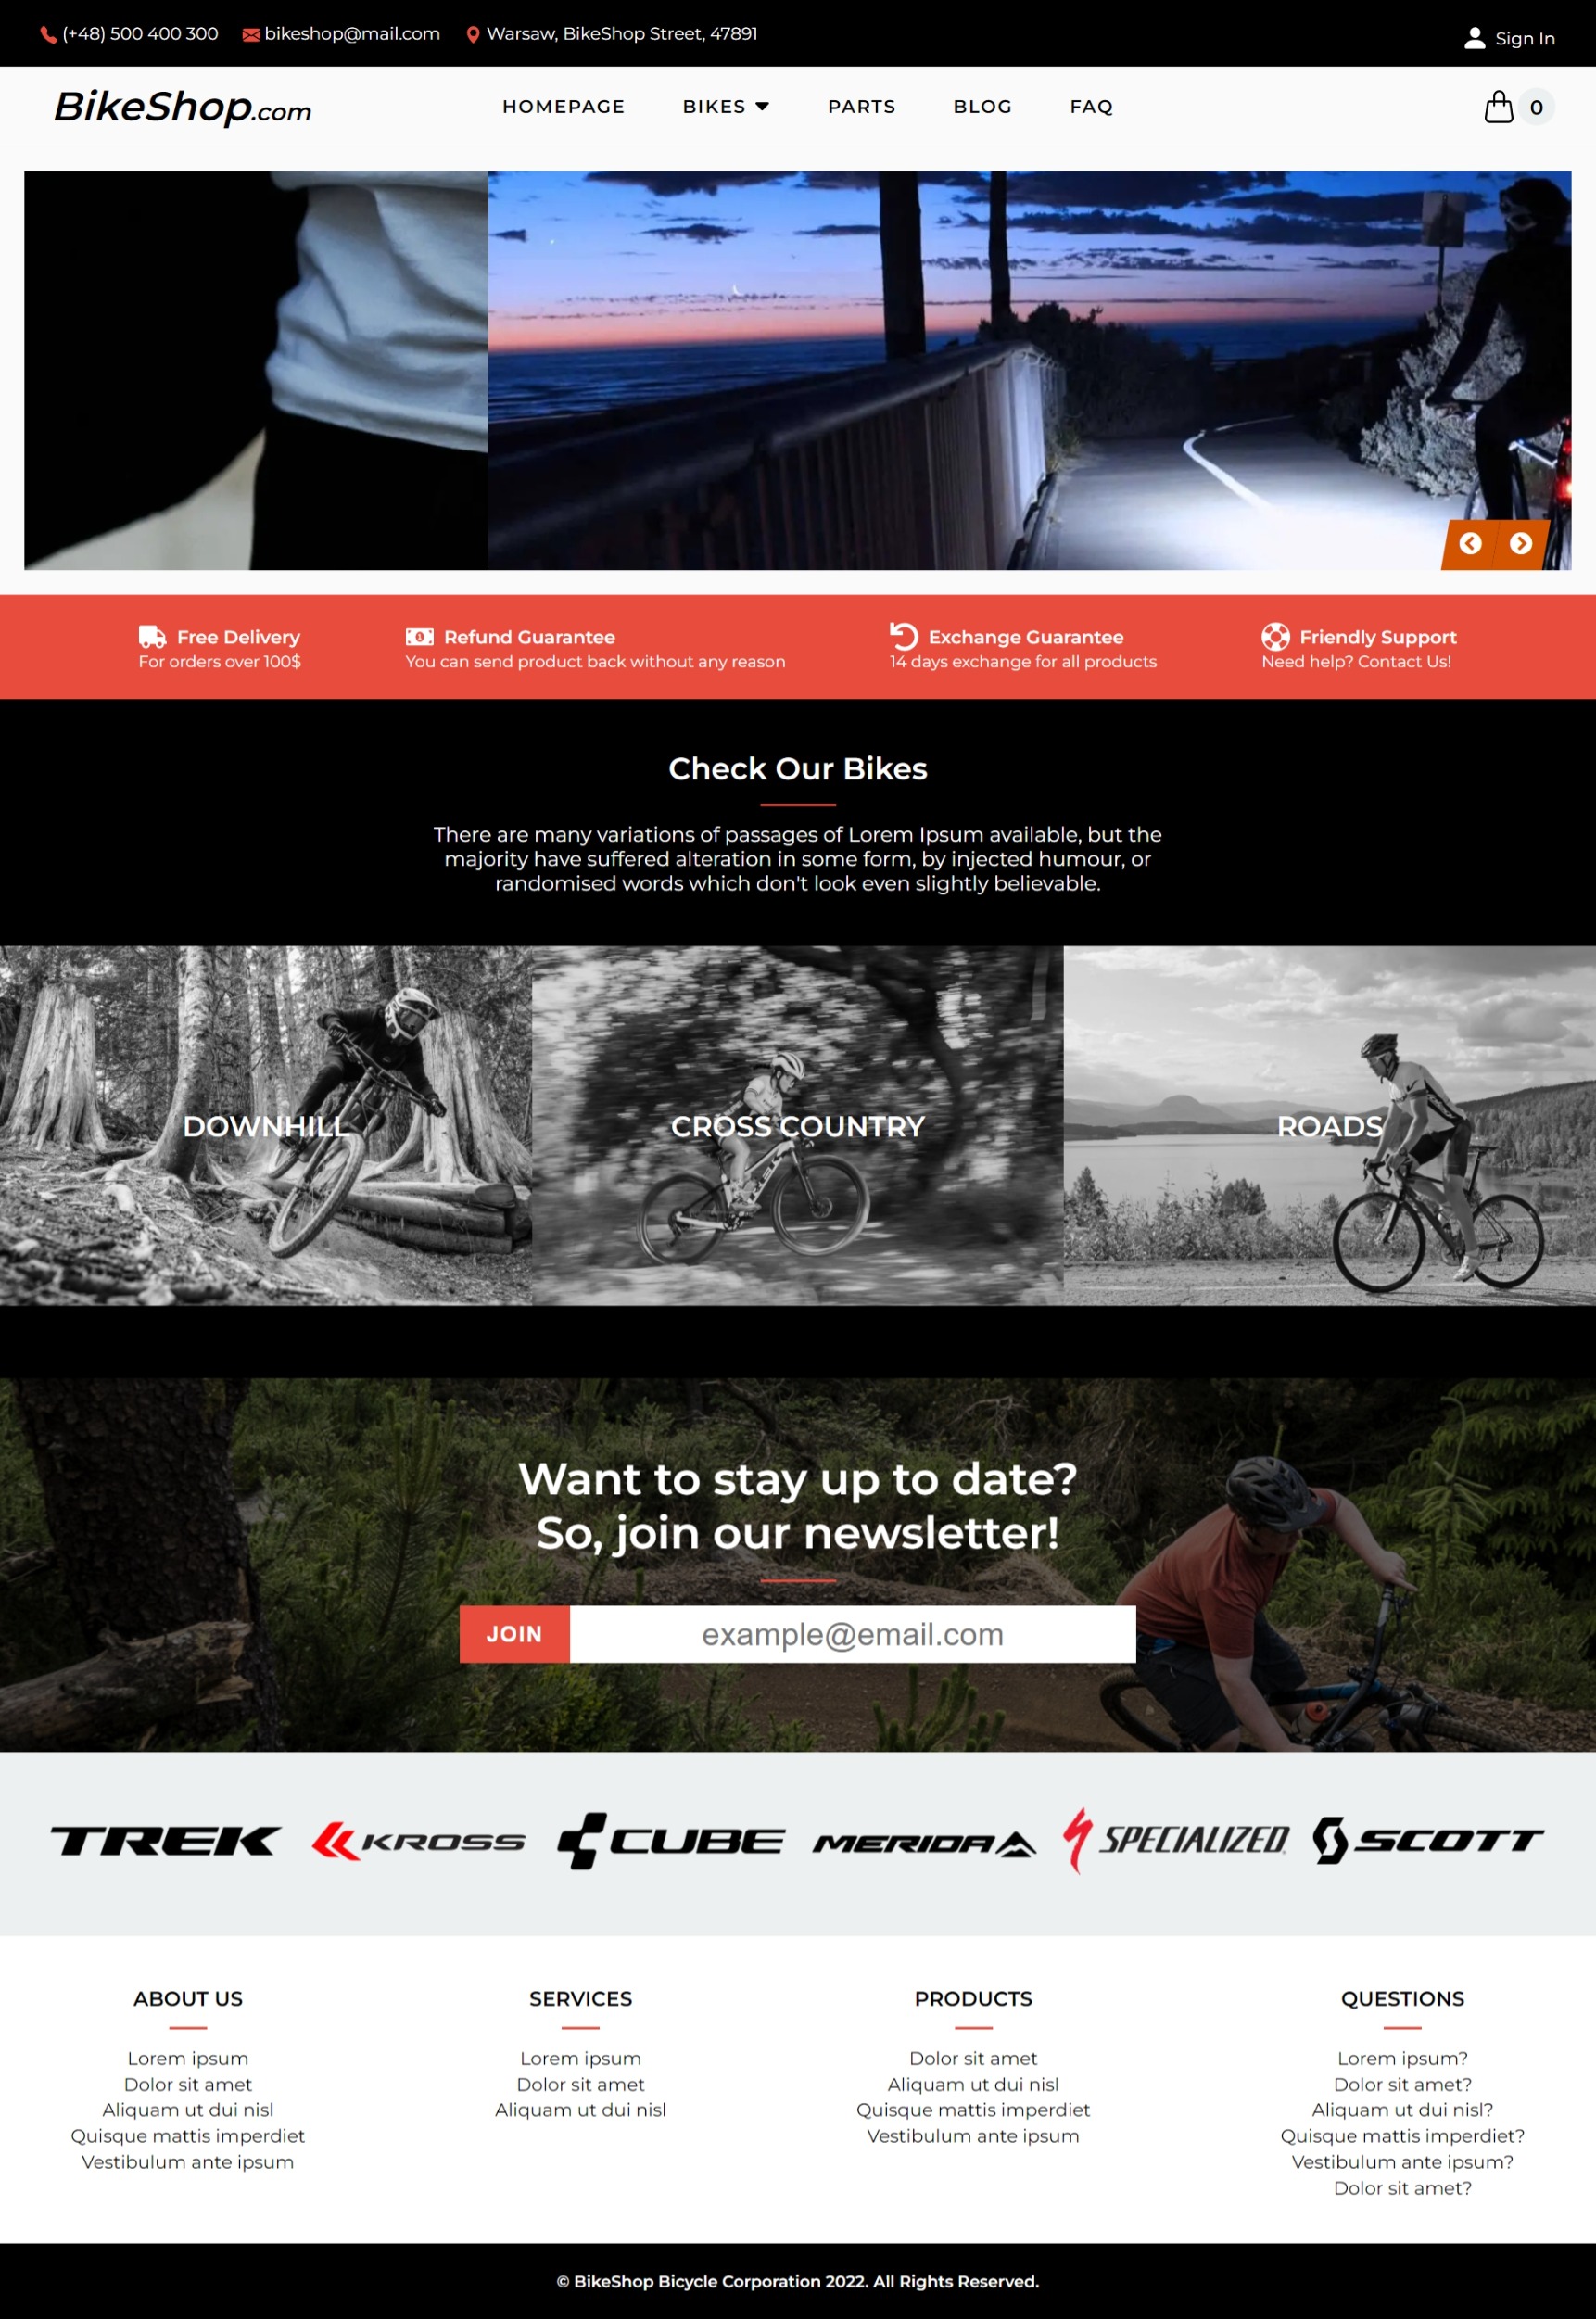 (+48) 500 400 300 bikeshop@mail.com Warsaw, BikeShop Street, 47891 Sign In
BikeShop.com HOMEPAGE BIKES PARTS BLOG FAQ 0
Free Delivery
For orders over 100$
Refund Guarantee
You can send product back without any reason
Exchange Guarantee
14 days exchange for all products
Friendly Support
Need help? Contact Us!
Check Our Bikes
There are many variations of passages of Lorem Ipsum available, but the
majority have suffered alteration in some form, by injected humour, or
randomised words which don't look even slightly believable.
DOWNHILL
CROSS COUNTRY
ROADS
Want to stay up to date?
So, join our newsletter!
JOIN example@email.com
TREK KROSS CUBE MERIDA SPECIALIZED SCOTT
ABOUT US
Lorem ipsum
Dolor sit amet
Aliquam ut dui nisl
Quisque mattis imperdiet
Vestibulum ante ipsum
SERVICES
Lorem ipsum
Dolor sit amet
Aliquam ut dui nisl
PRODUCTS
Dolor sit amet
Aliquam ut dui nisl
Quisque mattis imperdiet
Vestibulum ante ipsum
QUESTIONS
Lorem ipsum?
Dolor sit amet?
Aliquam ut dui nisl?
Quisque mattis imperdiet?
Vestibulum ante ipsum?
Dolor sit amet?
© BikeShop Bicycle Corporation 2022. All Rights Reserved.